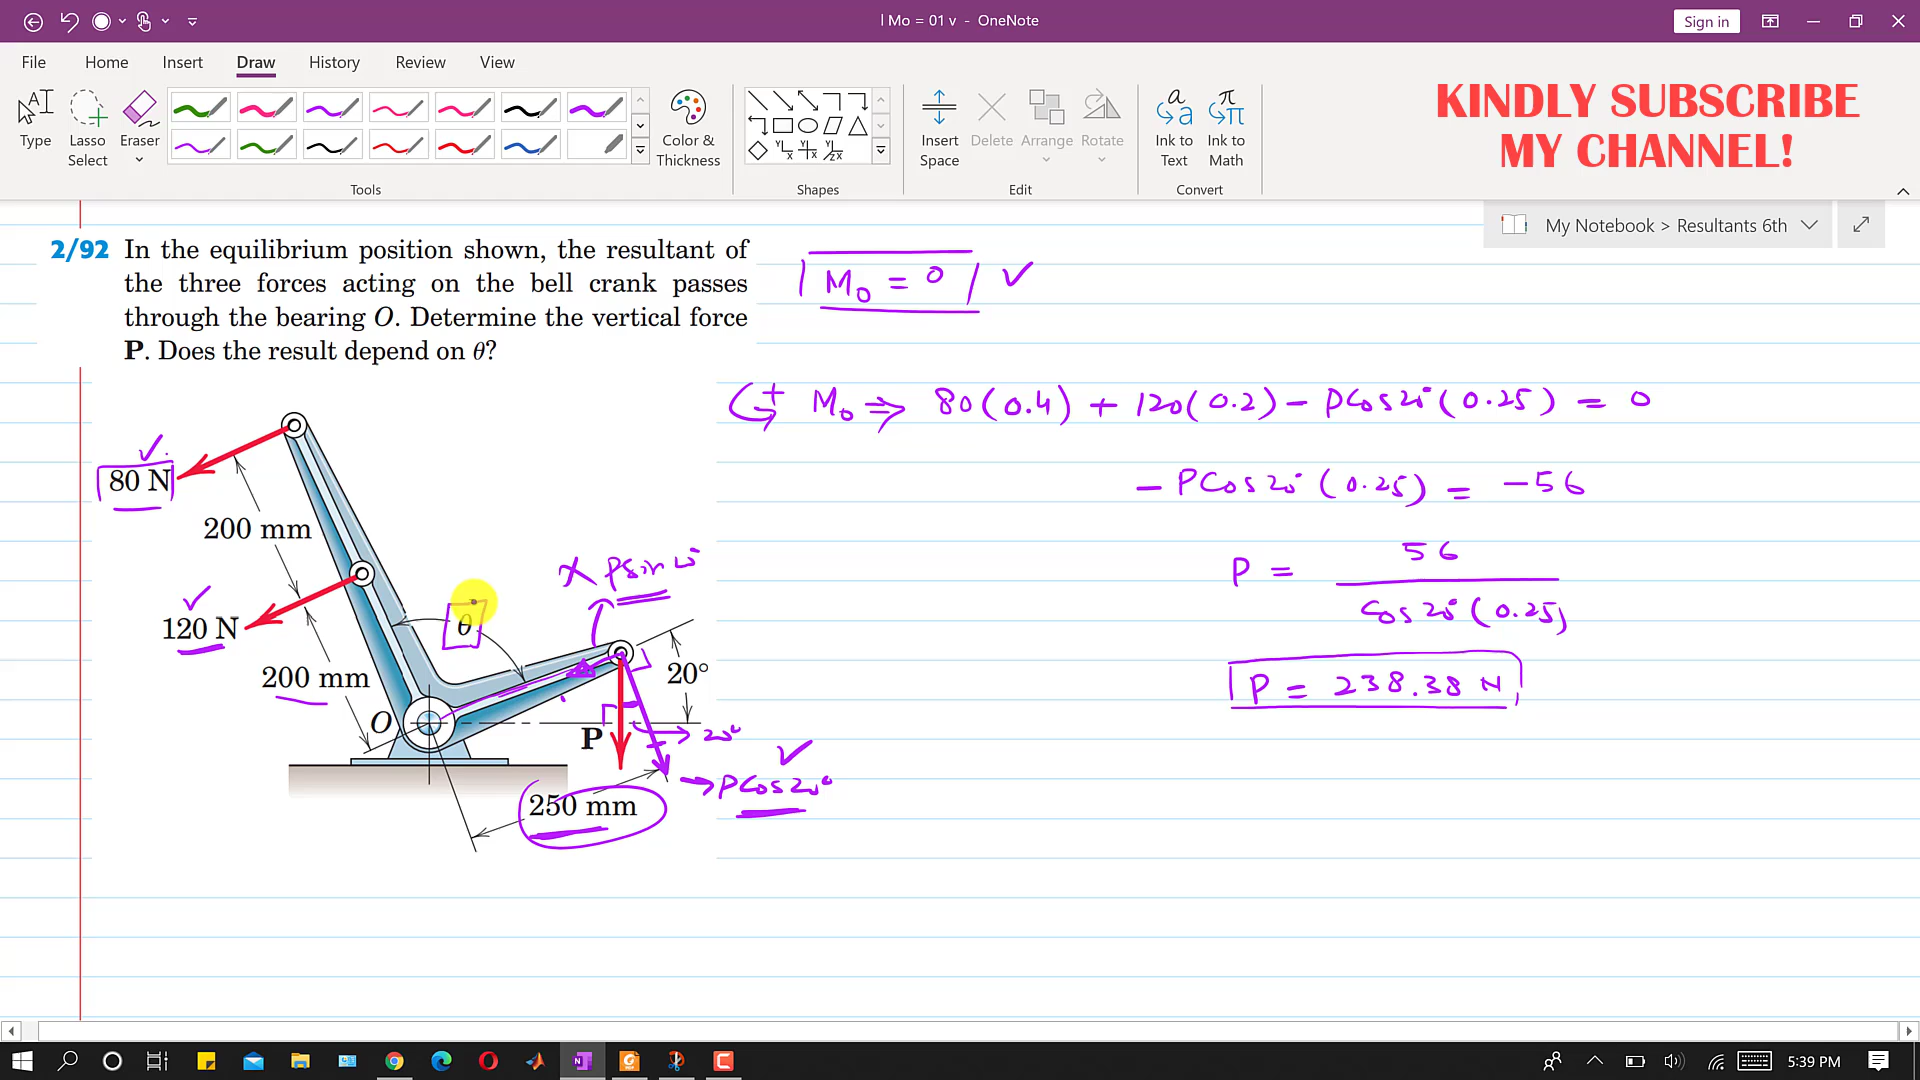 I Mo = 01 v - OneNote
Sign in
File Home Insert Draw History Review View
Type
Lasso Select
Eraser
Color & Thickness
Insert Space
Delete
Arrange
Rotate
Ink to Text
Ink to Math
Tools
Shapes
Edit
Convert
KINDLY SUBSCRIBE
MY CHANNEL!
My Notebook > Resultants 6th
2/92 In the equilibrium position shown, the resultant of
the three forces acting on the bell crank passes
through the bearing O. Determine the vertical force
P. Does the result depend on θ?
| M₀ = 0 | ✓
↺+ M₀ ⇒ 80(0.4) + 120(0.2) - PCos20°(0.25) = 0
- PCos20°(0.25) = -56
P = 56
Cos20°(0.25)
P = 238.38 N
80 N
200 mm
120 N
θ
X PSin20°
200 mm
20°
O
P
20°
PCos20°
250 mm
5:39 PM